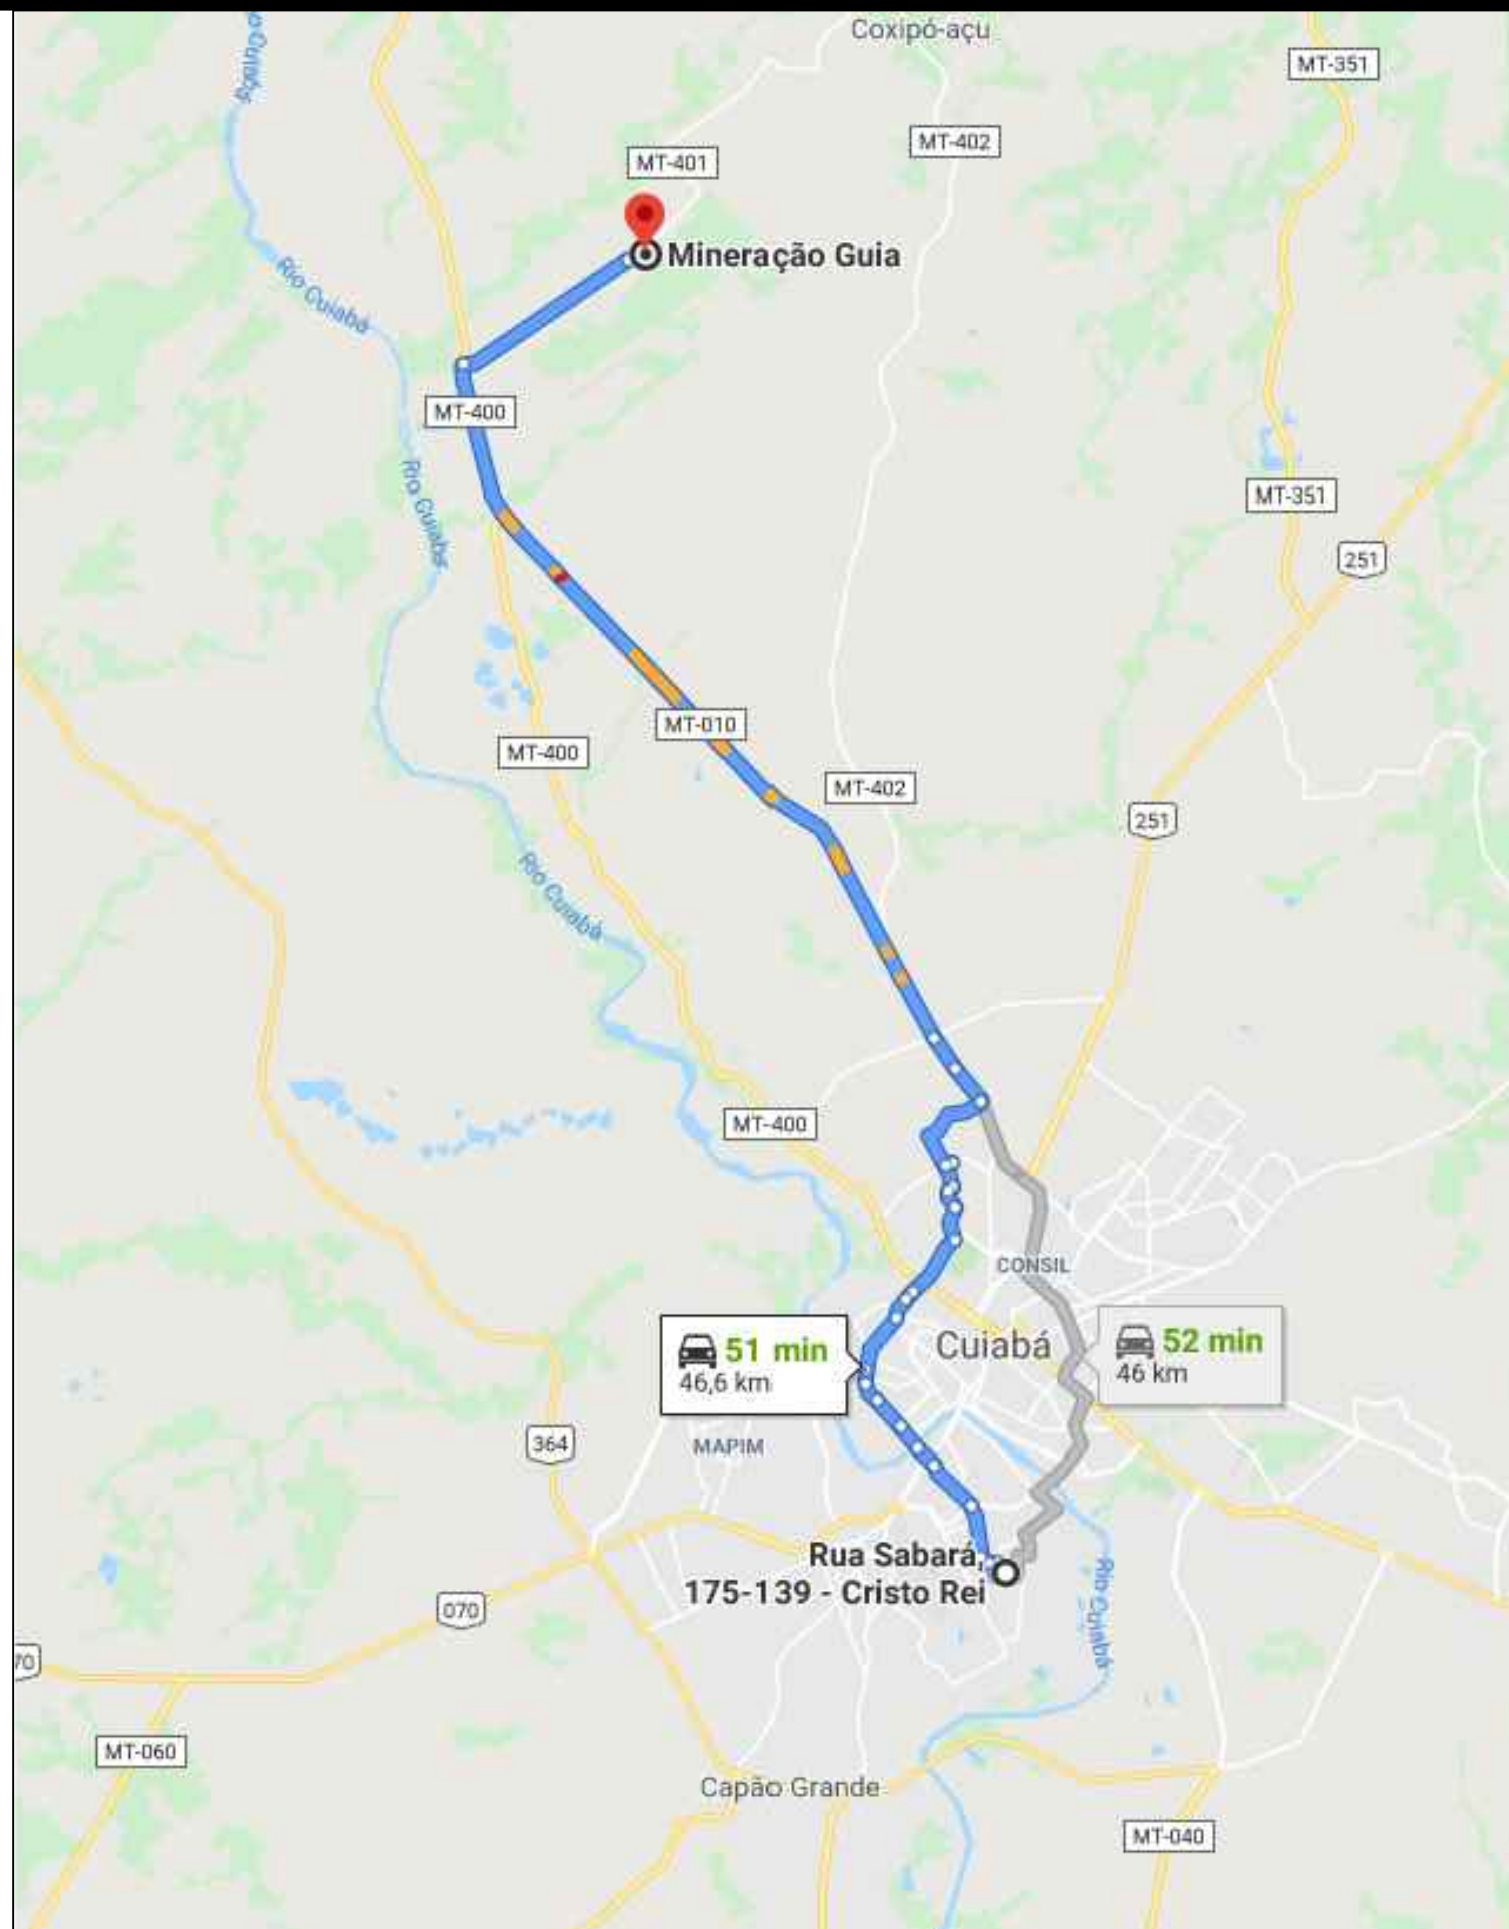 Coxipó-açu
MT-351
MT-402
MT-401
Mineração Guia
Rio Cuiabá
MT-400
Rio Cuiabá
MT-351
251
MT-010
MT-400
MT-402
251
Rio Cuiabá
MT-400
CONSIL
51 min
46,6 km
Cuiabá
52 min
46 km
364
MAPIM
Rua Sabará,
175-139 - Cristo Rei
Rio Cuiabá
070
70
MT-060
Capão Grande
MT-040